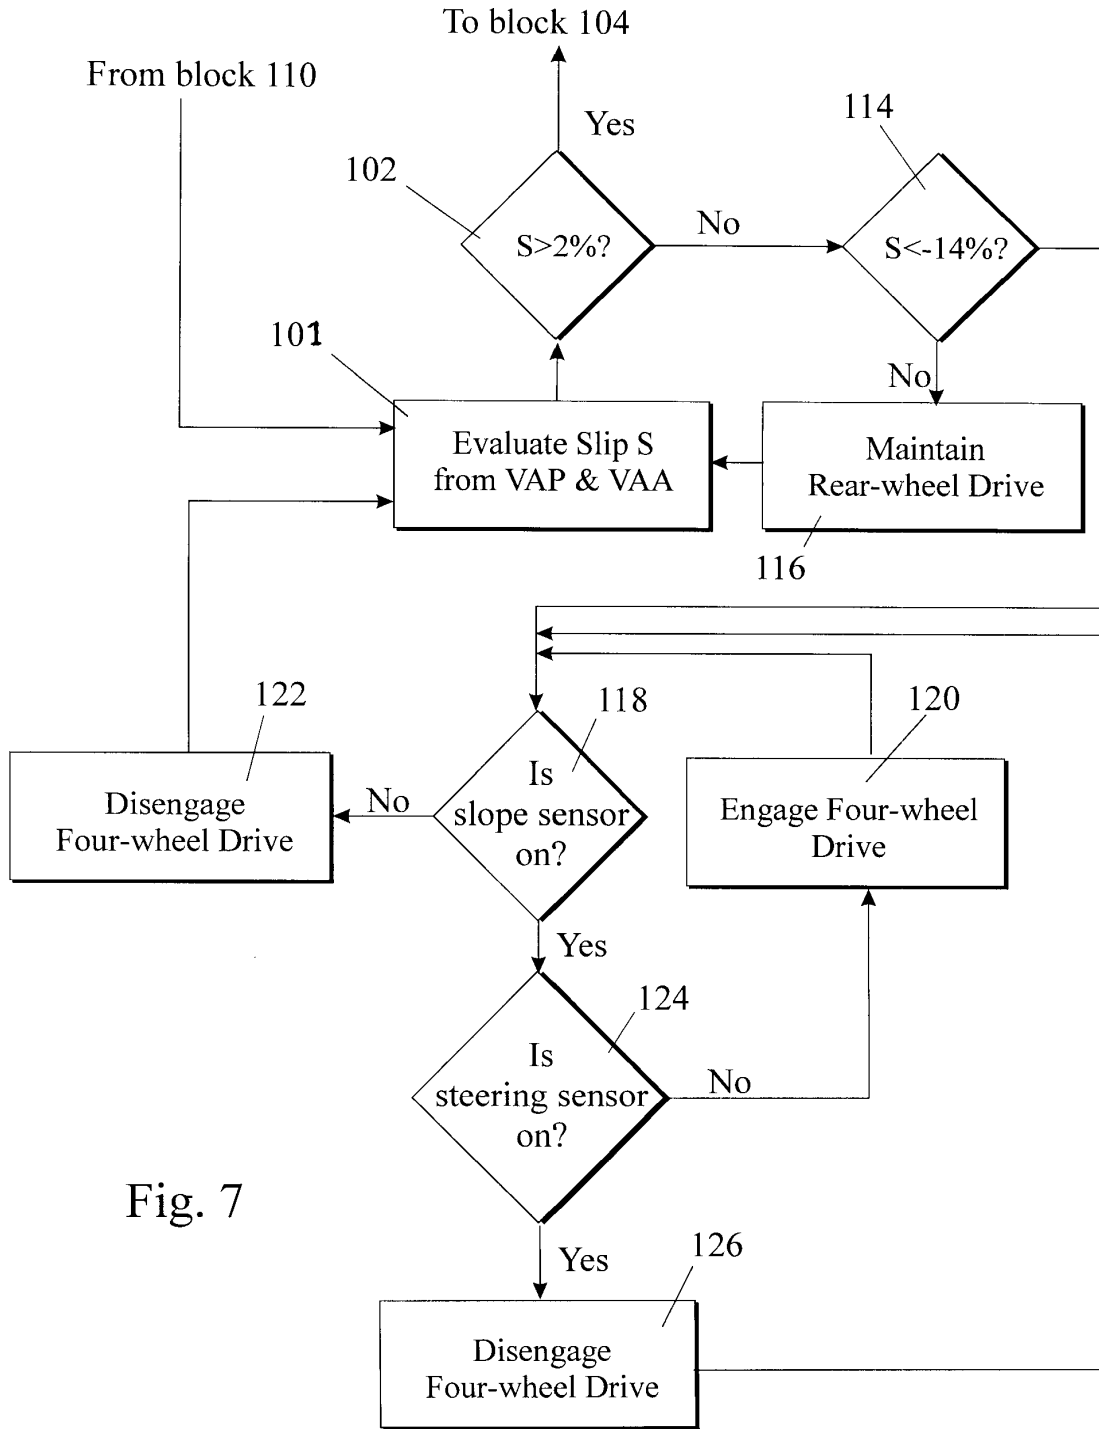 To block 104
From block 110
Yes
114
102
S>2%?
No
S<-14%?
101
No
Evaluate Slip S
from VAP & VAA
Maintain
Rear-wheel Drive
116
122
118
120
Disengage
Four-wheel Drive
No
Is
slope sensor
on?
Engage Four-wheel
Drive
Yes
124
Is
steering sensor
on?
No
Fig. 7
Yes
126
Disengage
Four-wheel Drive